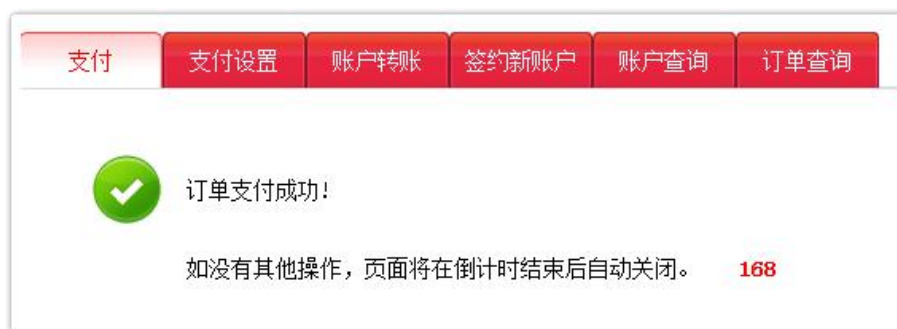 支付 支付设置 账户转账 签约新账户 账户查询 订单查询
订单支付成功!
如没有其他操作，页面将在倒计时结束后自动关闭。 168